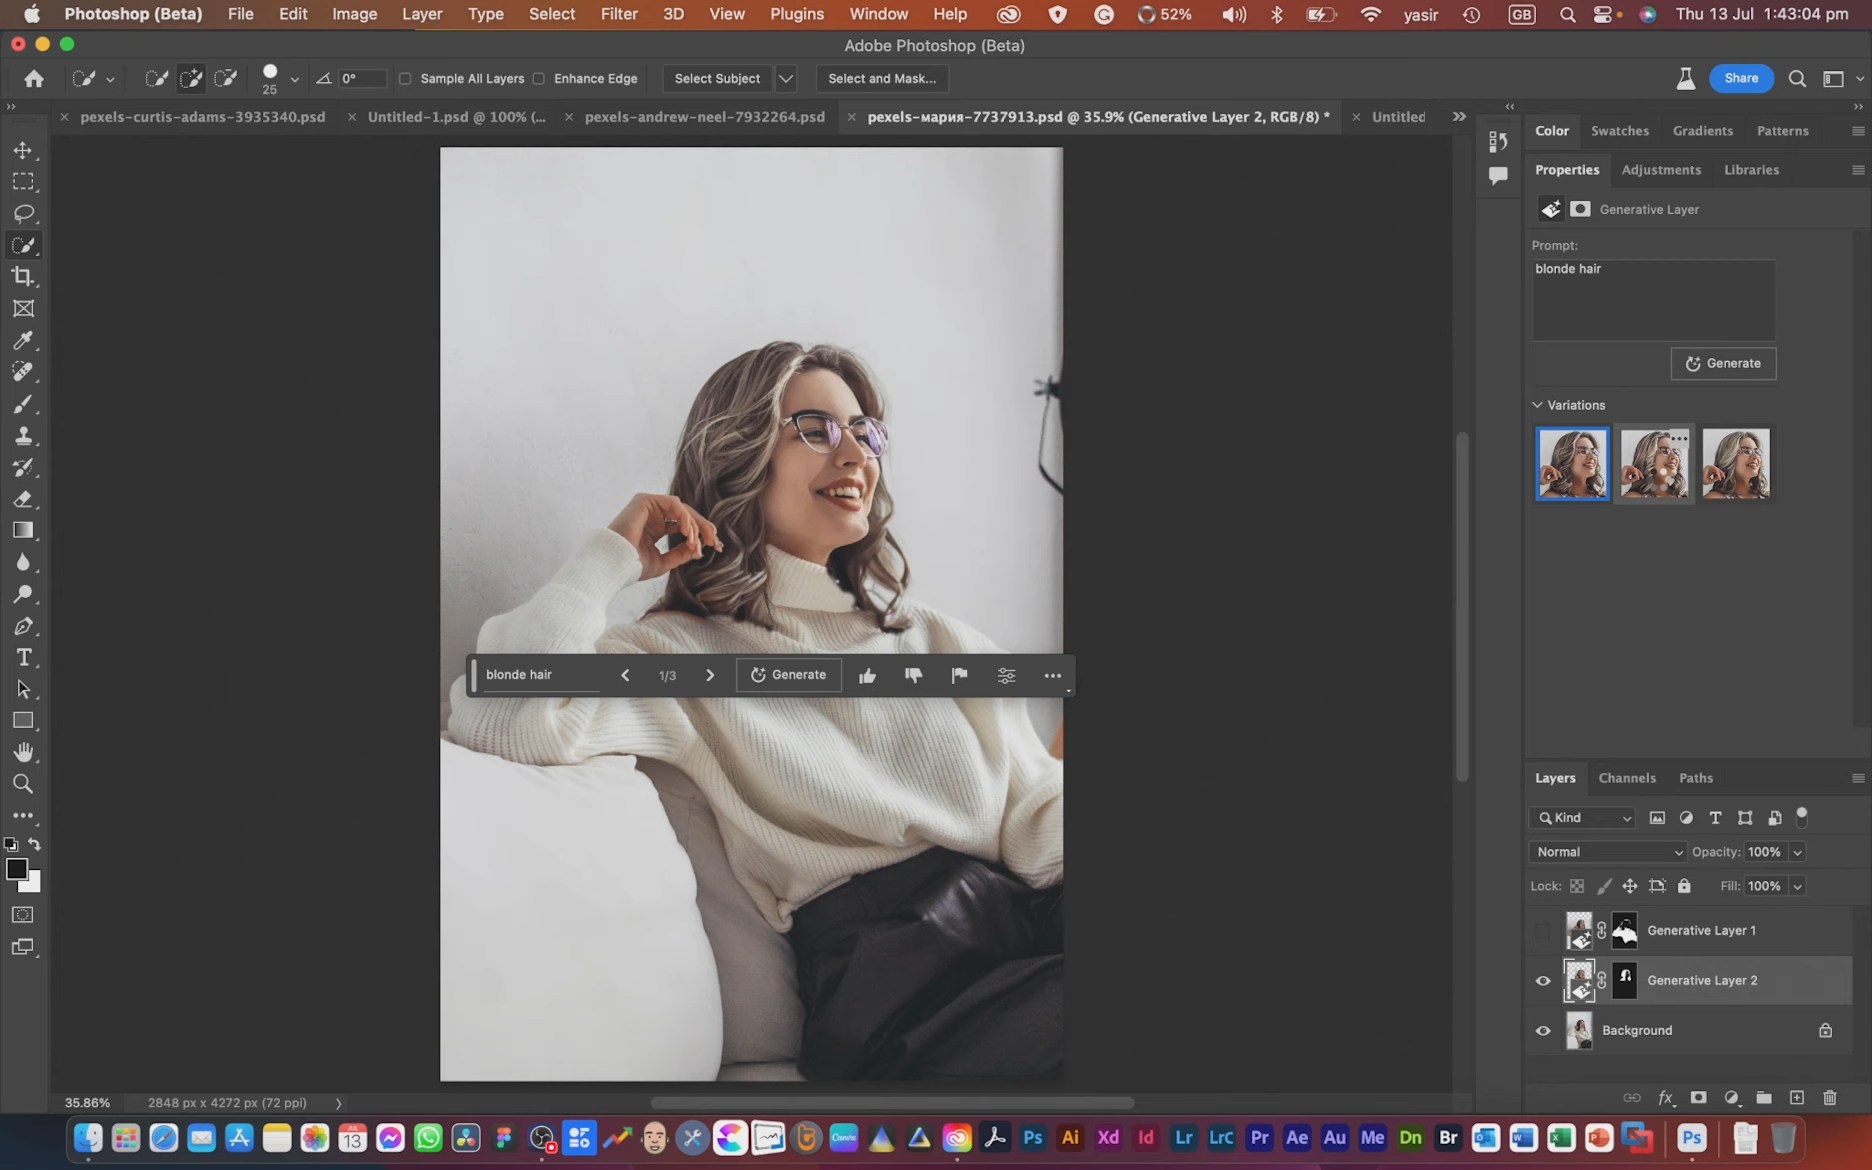 Photoshop (Beta) File Edit Image Layer Type Select Filter 3D View Plugins Window Help 52% yasir GB Thu 13 Jul 1:43:04 pm
Adobe Photoshop (Beta)
25 0° Sample All Layers Enhance Edge Select Subject Select and Mask... Share
pexels-curtis-adams-3935340.psd Untitled-1.psd @ 100% (... pexels-andrew-neel-7932264.psd pexels-мария-7737913.psd @ 35.9% (Generative Layer 2, RGB/8) * Untitled
Color Swatches Gradients Patterns
Properties Adjustments Libraries
Generative Layer
Prompt:
blonde hair
Generate
Variations
blonde hair 1/3 Generate
Layers Channels Paths
Kind
Normal Opacity: 100%
Lock: Fill: 100%
Generative Layer 1
Generative Layer 2
Background
fx
35.86% 2848 px x 4272 px (72 ppi)
JUL
13 Canva Ps Ai Xd Id Lr LrC Pr Ae Au Me Dn Br Ps